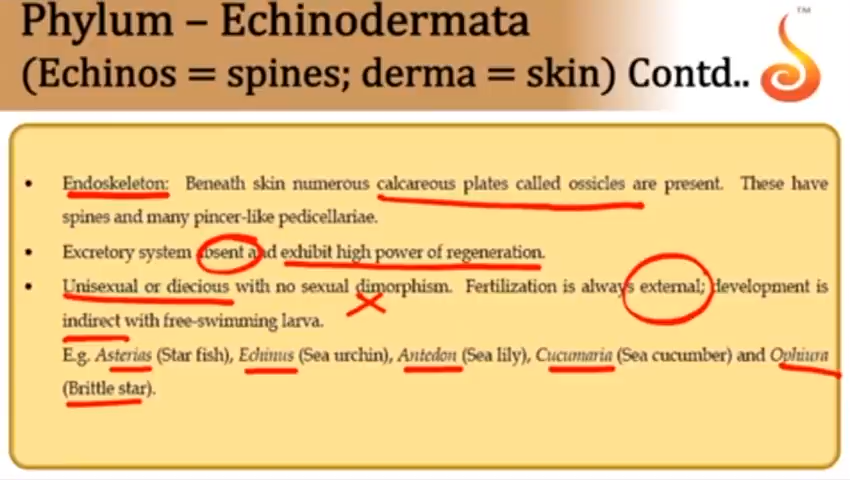 Phylum – Echinodermata
(Echinos = spines; derma = skin) Contd..
TM
• Endoskeleton: Beneath skin numerous calcareous plates called ossicles are present. These have
spines and many pincer-like pedicellariae.
• Excretory system absent and exhibit high power of regeneration.
• Unisexual or diecious with no sexual dimorphism. Fertilization is always external; development is
indirect with free-swimming larva.
E.g. Asterias (Star fish), Echinus (Sea urchin), Antedon (Sea lily), Cucumaria (Sea cucumber) and Ophiura
(Brittle star).